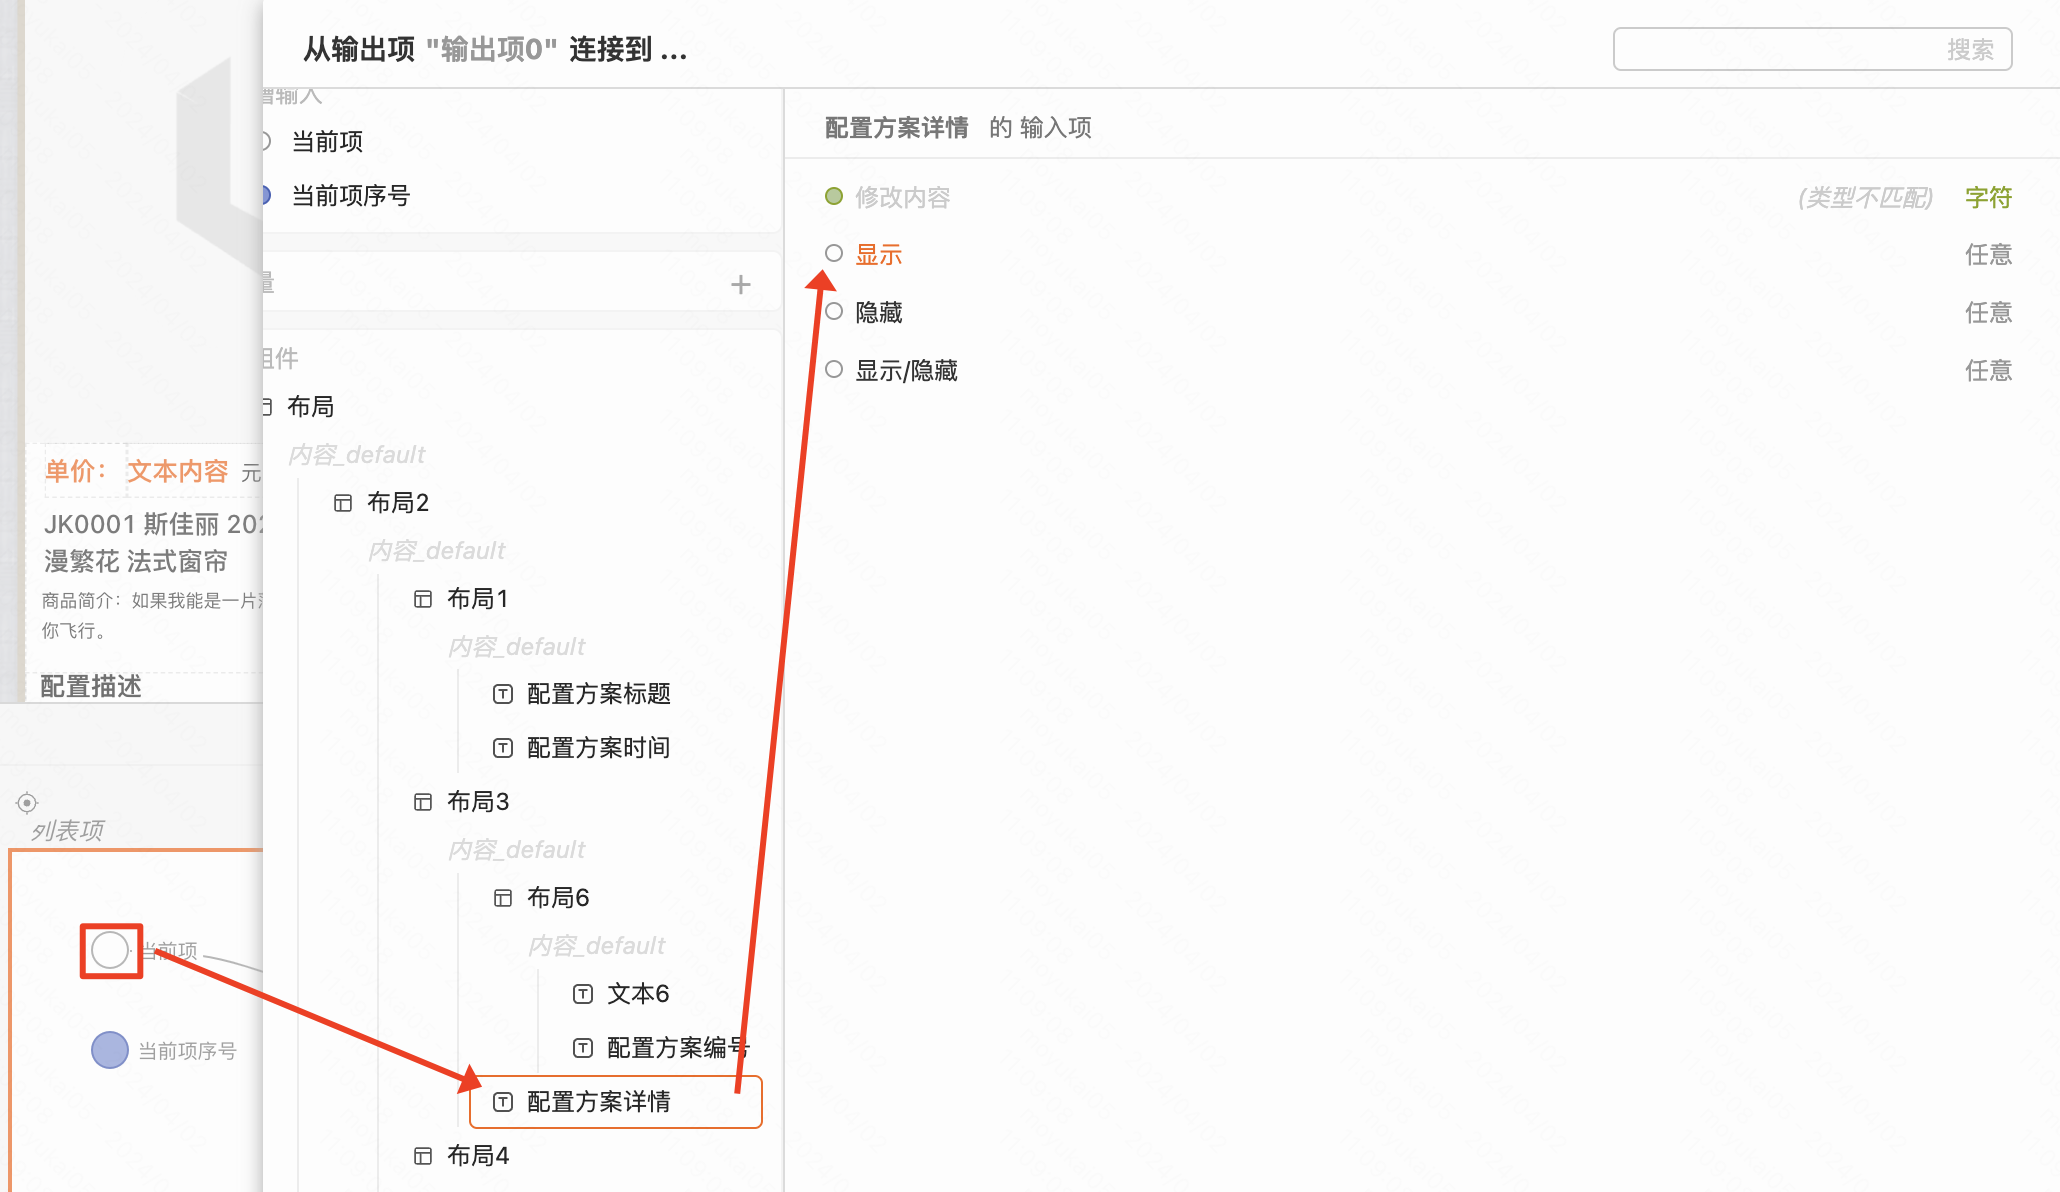 从输出项 "输出项0" 连接到 ...
搜索
输入
当前项
当前项序号
+
组件
布局
内容_default
布局2
内容_default
布局1
内容_default
配置方案标题
配置方案时间
布局3
内容_default
布局6
内容_default
文本6
配置方案编号
配置方案详情
布局4
配置方案详情 的 输入项
修改内容 (类型不匹配) 字符
显示 任意
隐藏 任意
显示/隐藏 任意
单价： 文本内容 元
JK0001 斯佳丽 202
漫繁花 法式窗帘
商品简介：如果我能是一片
你飞行。
配置描述
列表项
当前项
当前项序号